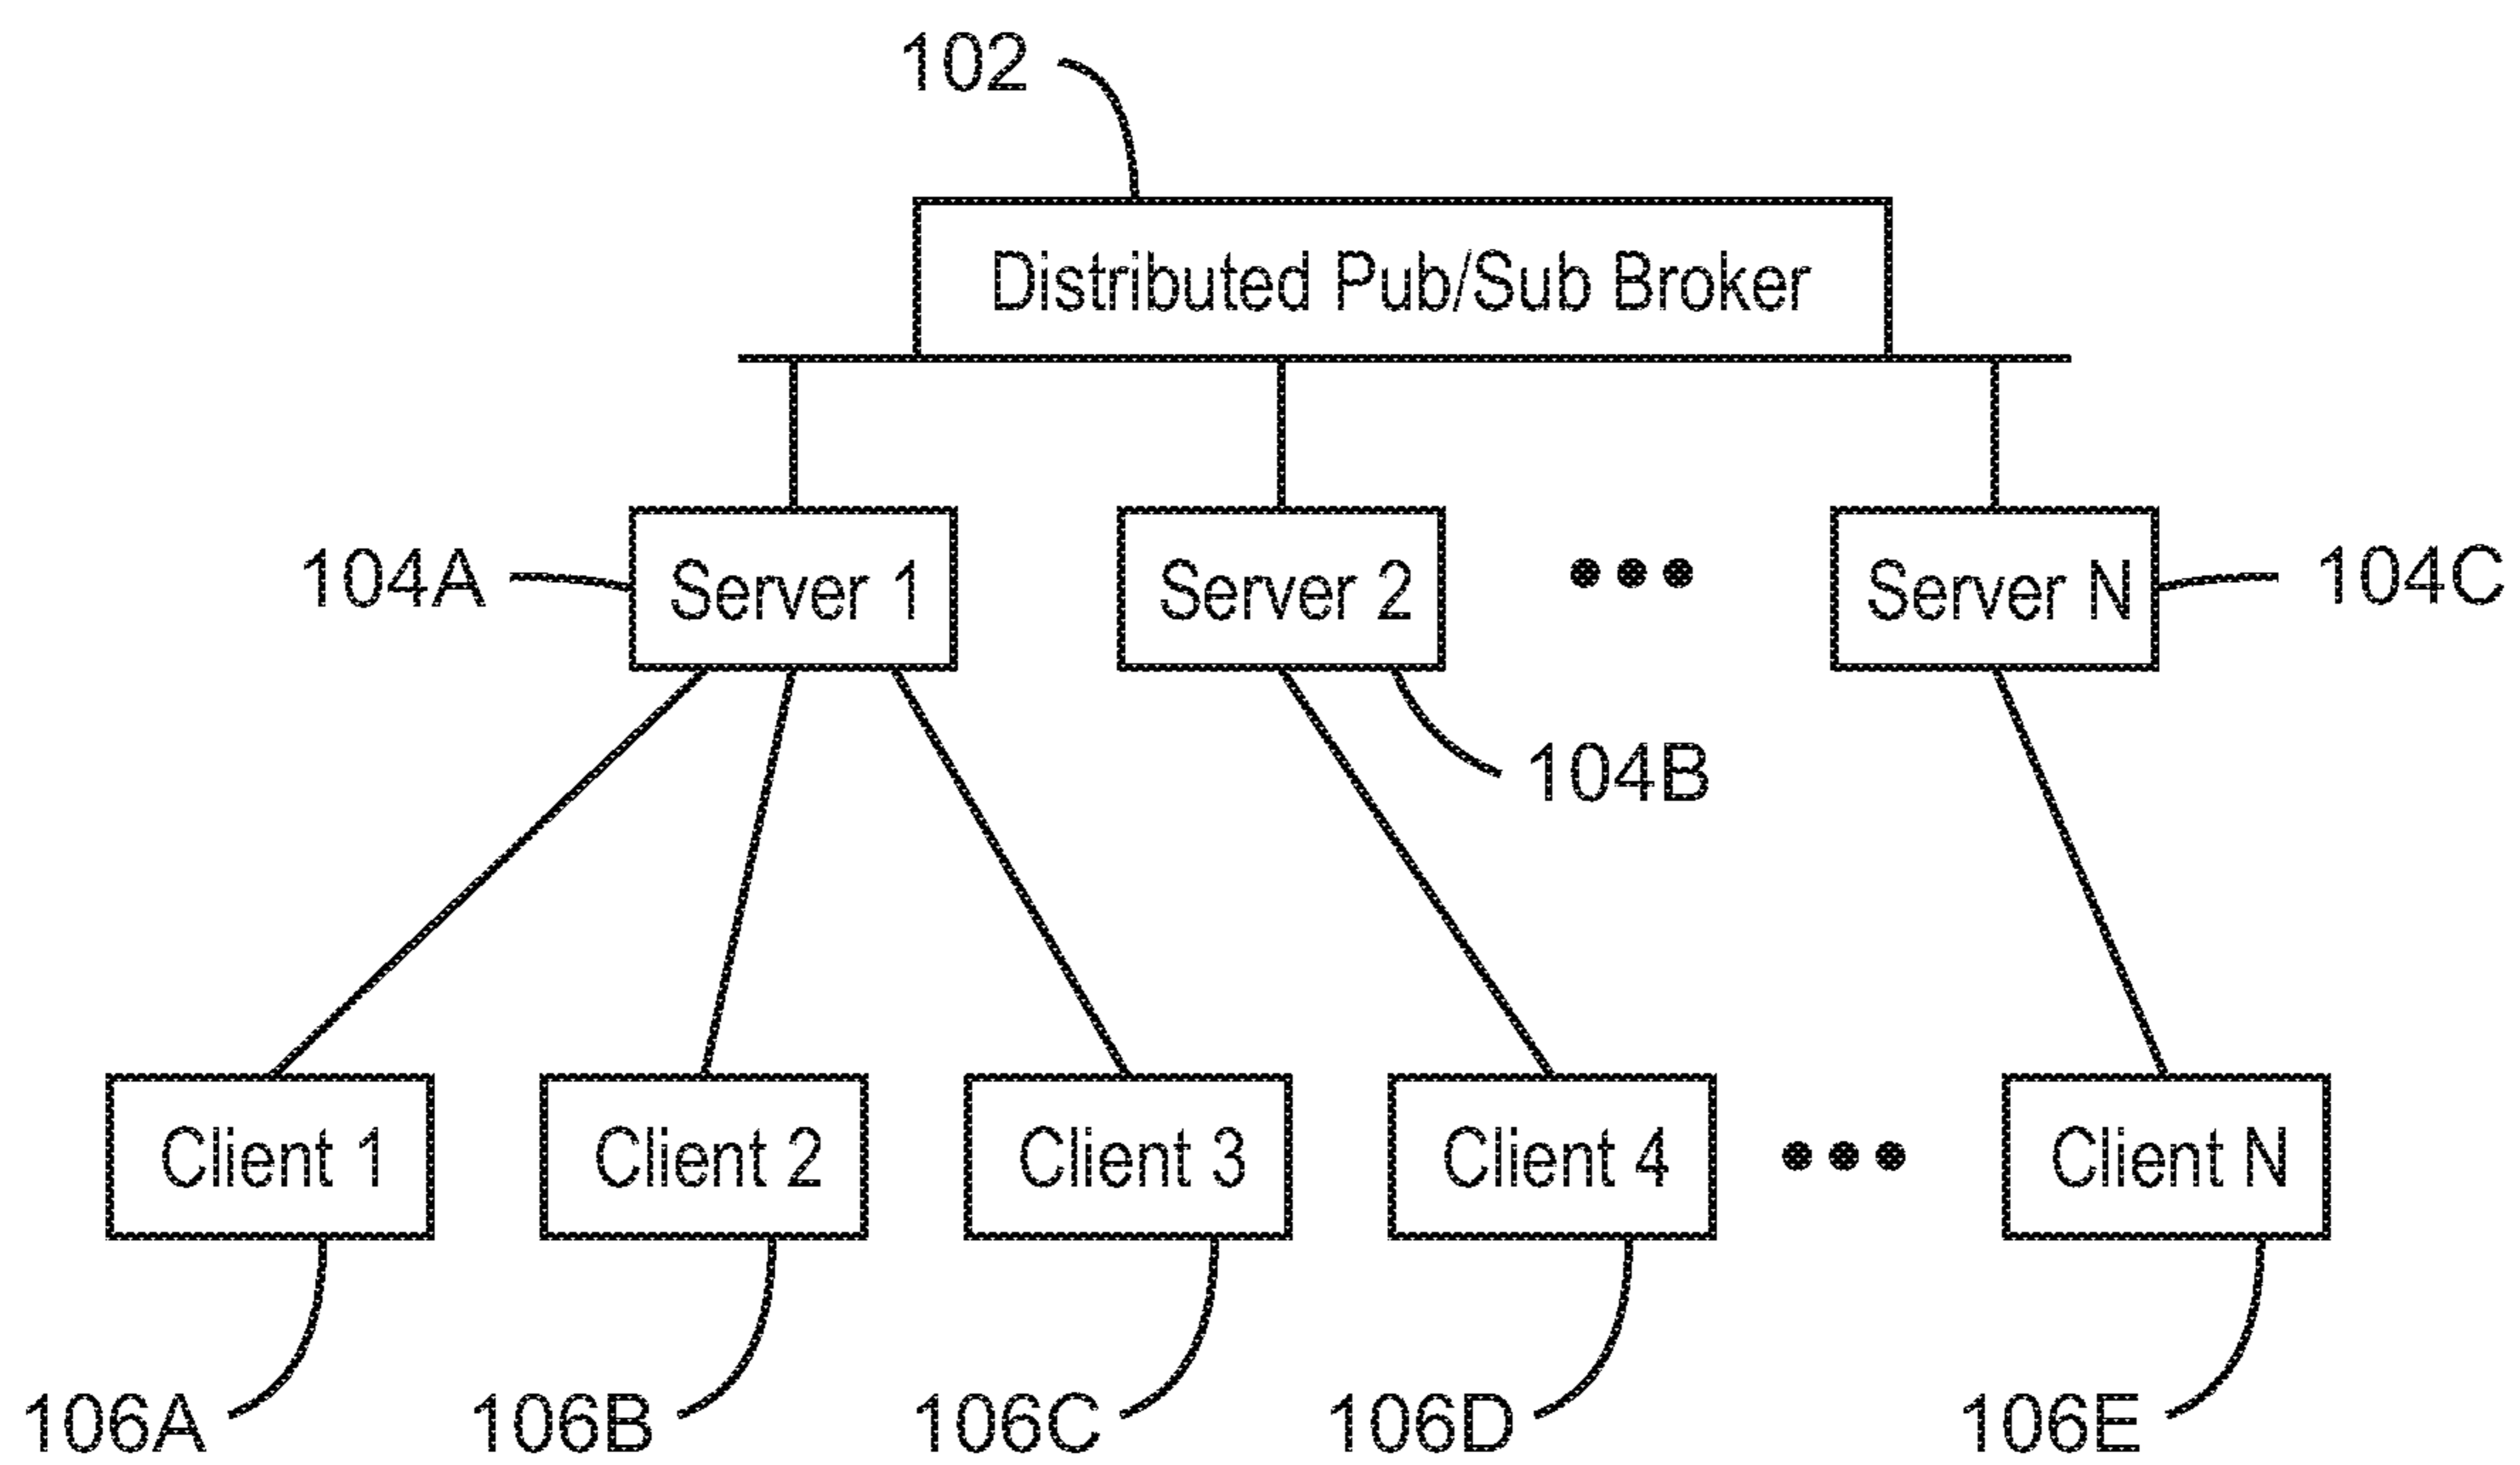 102
Distributed Pub/Sub Broker
104A
Server 1
Server 2
Server N
104C
104B
Client 1
Client 2
Client 3
Client 4
Client N
106A
106B
106C
106D
106E